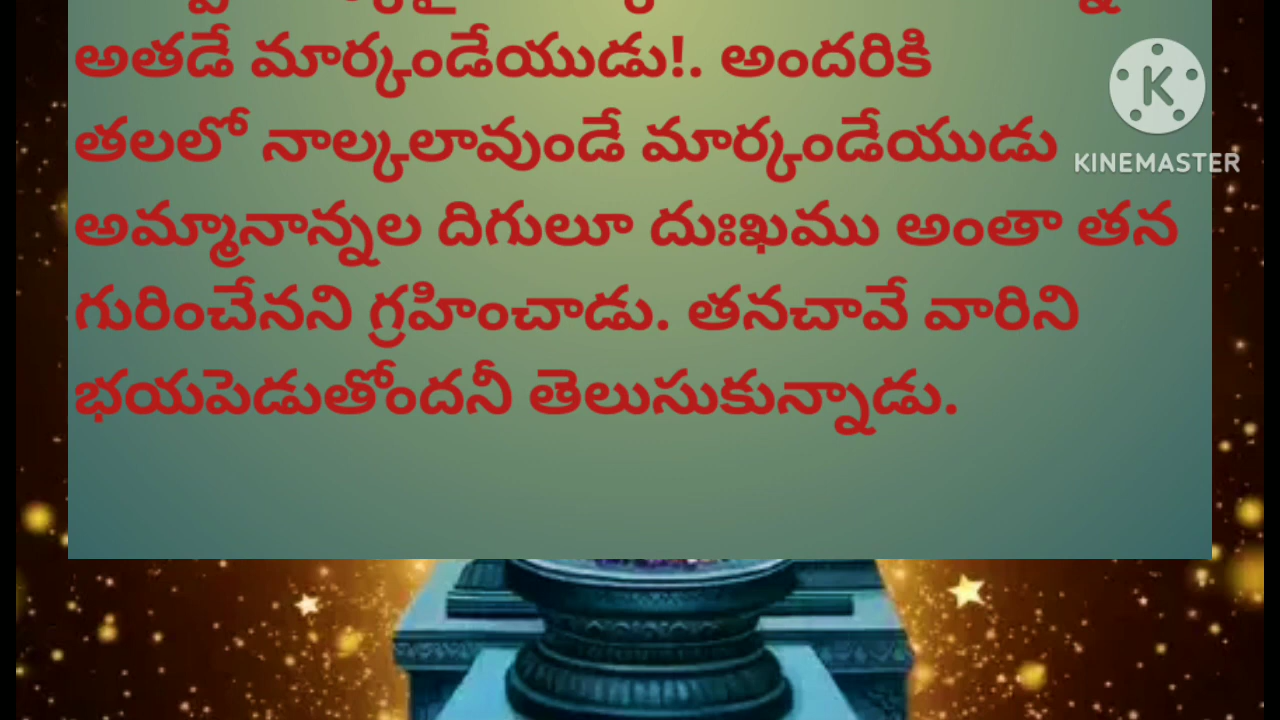 అతడే మార్కండేయుడు!. అందరికి
తలలో నాల్కలావుండే మార్కండేయుడు
అమ్మానాన్నల దిగులూ దుఃఖము అంతా తన
గురించేనని గ్రహించాడు. తనచావే వారిని
భయపెడుతోందనీ తెలుసుకున్నాడు.
K
KINEMASTER